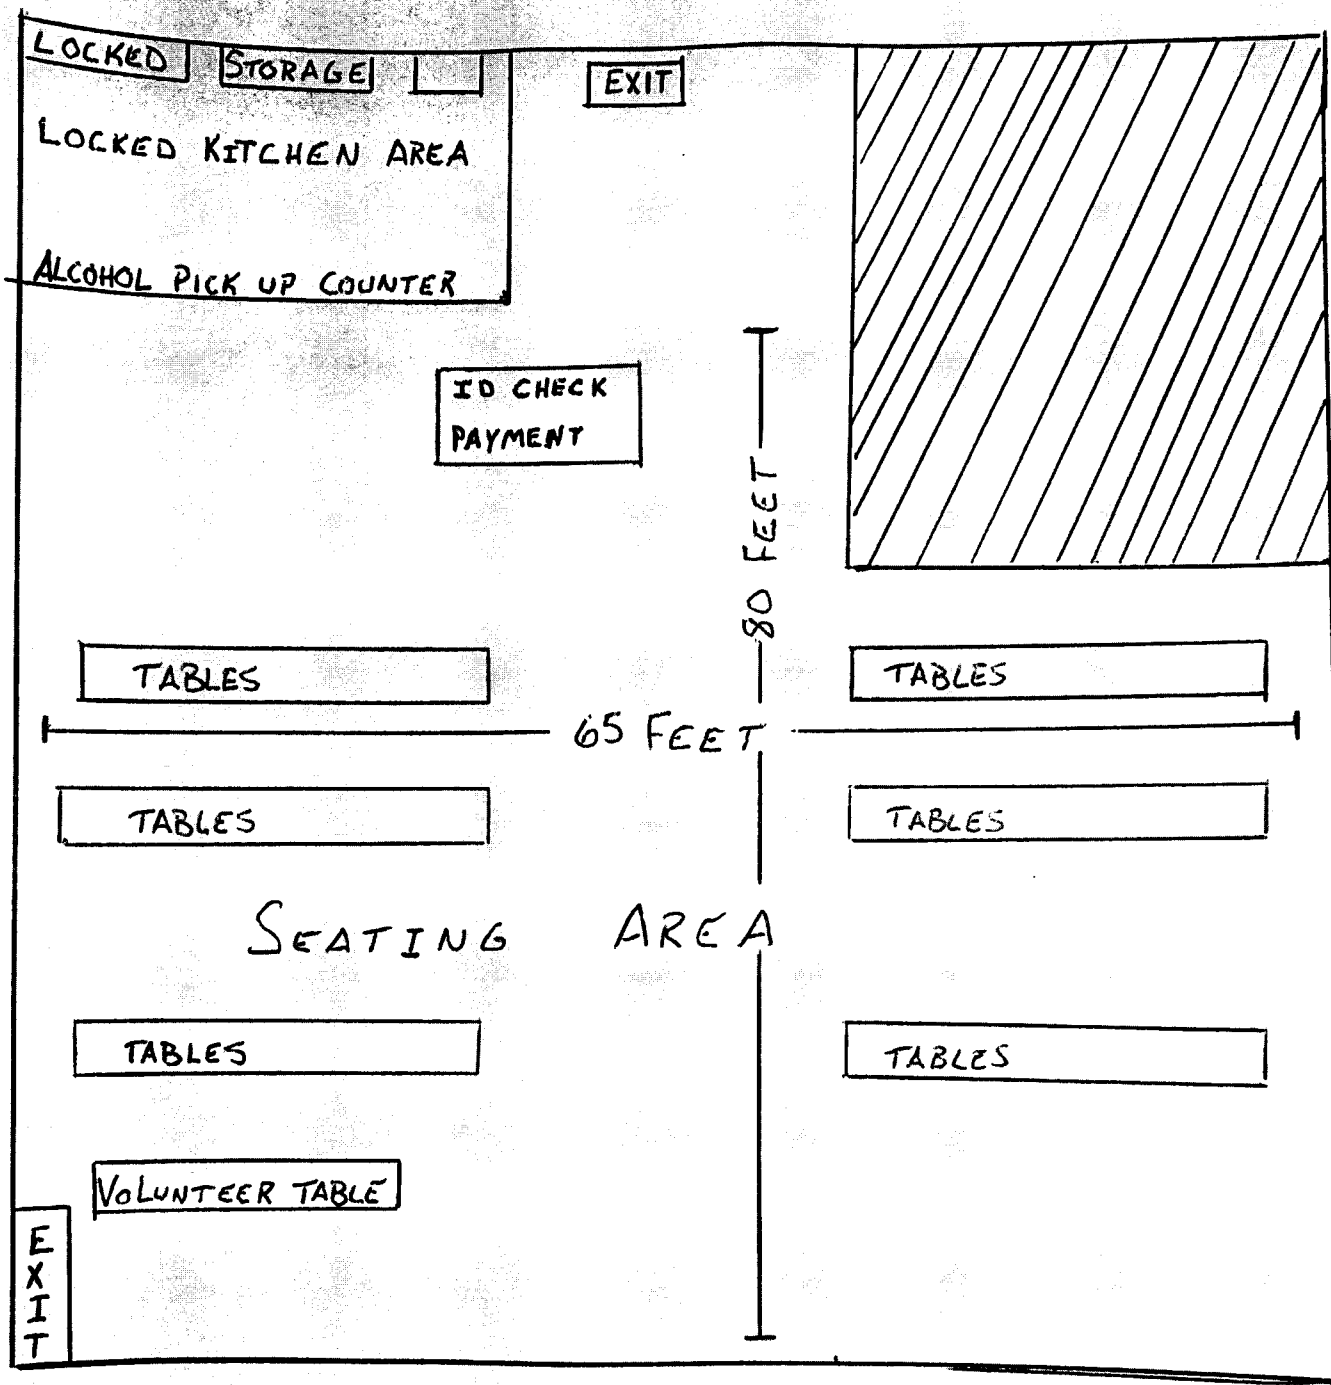 LOCKED
STORAGE
EXIT
LOCKED KITCHEN AREA
ALCOHOL PICK UP COUNTER
ID CHECK
PAYMENT
80 FEET
TABLES
TABLES
65 FEET
TABLES
TABLES
SEATING AREA
TABLES
TABLES
VOLUNTEER TABLE
EXIT